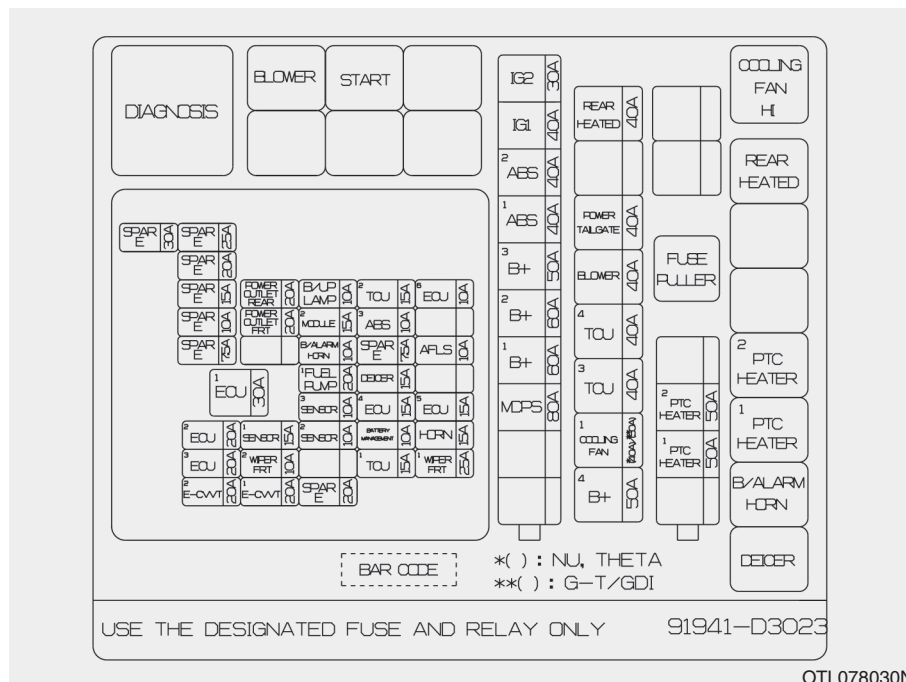 DIAGNOSIS
BLOWER
START
IG2 30A
IG1 40A
2 ABS 40A
1 ABS 40A
3 B+ 50A
2 B+ 60A
1 B+ 60A
MDPS 80A
REAR HEATED 40A
POWER TAILGATE 40A
BLOWER 40A
4 TCU 40A
3 TCU 40A
1 COOLING FAN
4 B+ 50A
FUSE PULLER
2 PTC HEATER 50A
1 PTC HEATER 50A
COOLING FAN HI
REAR HEATED
2 PTC HEATER
1 PTC HEATER
B/ALARM HORN
DEICER
SPARE 30A SPARE 25A
SPARE 20A
SPARE 15A POWER OUTLET REAR 20A B/UP LAMP 10A 2 TCU 15A 6 ECU 10A
SPARE 10A POWER OUTLET FRT 20A 2 MODULE 15A 3 ABS 10A
SPARE 7.5A B/ALARM HORN 10A SPARE 7.5A AFLS 10A
1 ECU 30A 1 FUEL PUMP 20A DEICER 15A
3 SENSOR 10A 4 ECU 15A 5 ECU 15A
2 ECU 20A 1 SENSOR 15A 2 SENSOR 10A BATTERY MANAGEMENT 10A HORN 15A
3 ECU 20A 2 WIPER FRT 10A 1 TCU 15A 1 WIPER FRT 25A
2 E-CVVT 20A 1 E-CVVT 20A SPARE 20A
BAR CODE
*( ) : NU, THETA
**( ) : G-T/GDI
USE THE DESIGNATED FUSE AND RELAY ONLY 91941-D3023
OTL078030N